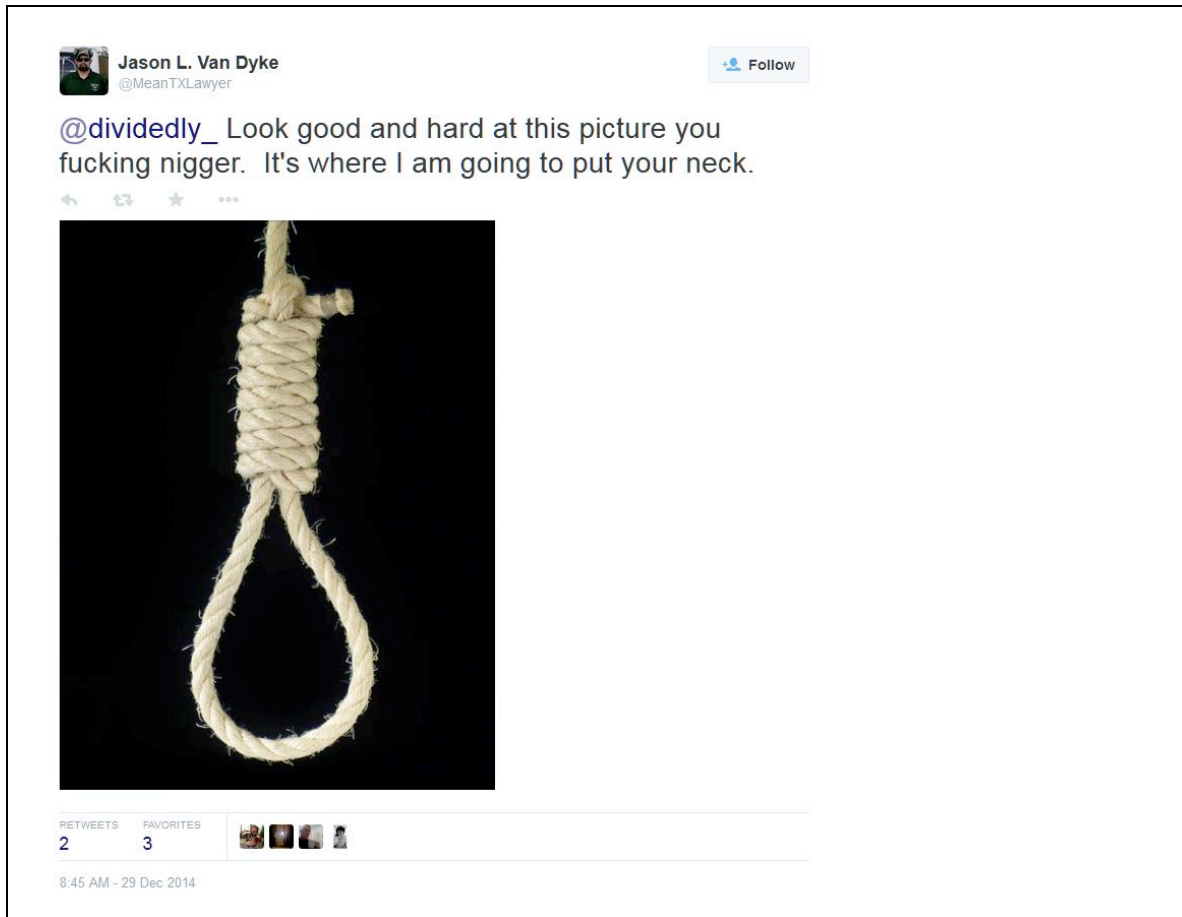 Jason L. Van Dyke
@MeanTXLawyer
Follow
@dividedly_ Look good and hard at this picture you
fucking nigger.  It's where I am going to put your neck.
RETWEETS FAVORITES
2 3
8:45 AM - 29 Dec 2014